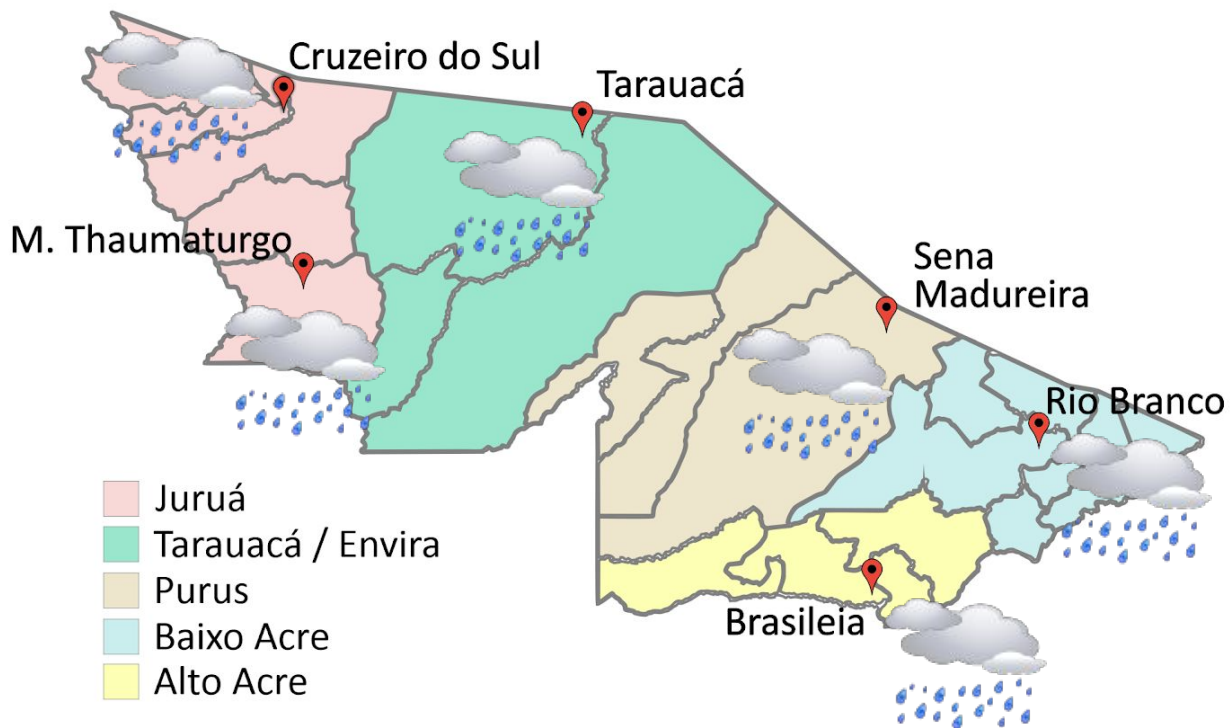 Cruzeiro do Sul
Tarauacá
M. Thaumaturgo
Sena
Madureira
Rio Branco
Brasileia
Juruá
Tarauacá / Envira
Purus
Baixo Acre
Alto Acre